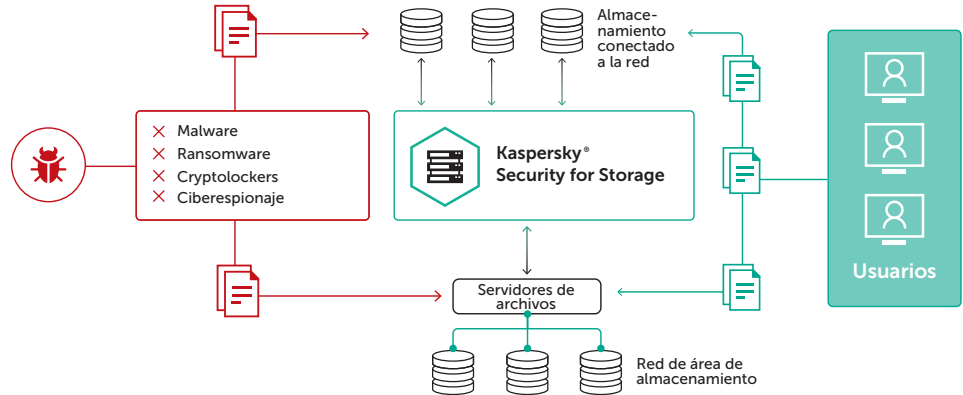 Almace-
namiento
conectado
a la red
Malware
Ransomware
Cryptolockers
Ciberespionaje
Kaspersky®
Security for Storage
Usuarios
Servidores de
archivos
Red de área de
almacenamiento